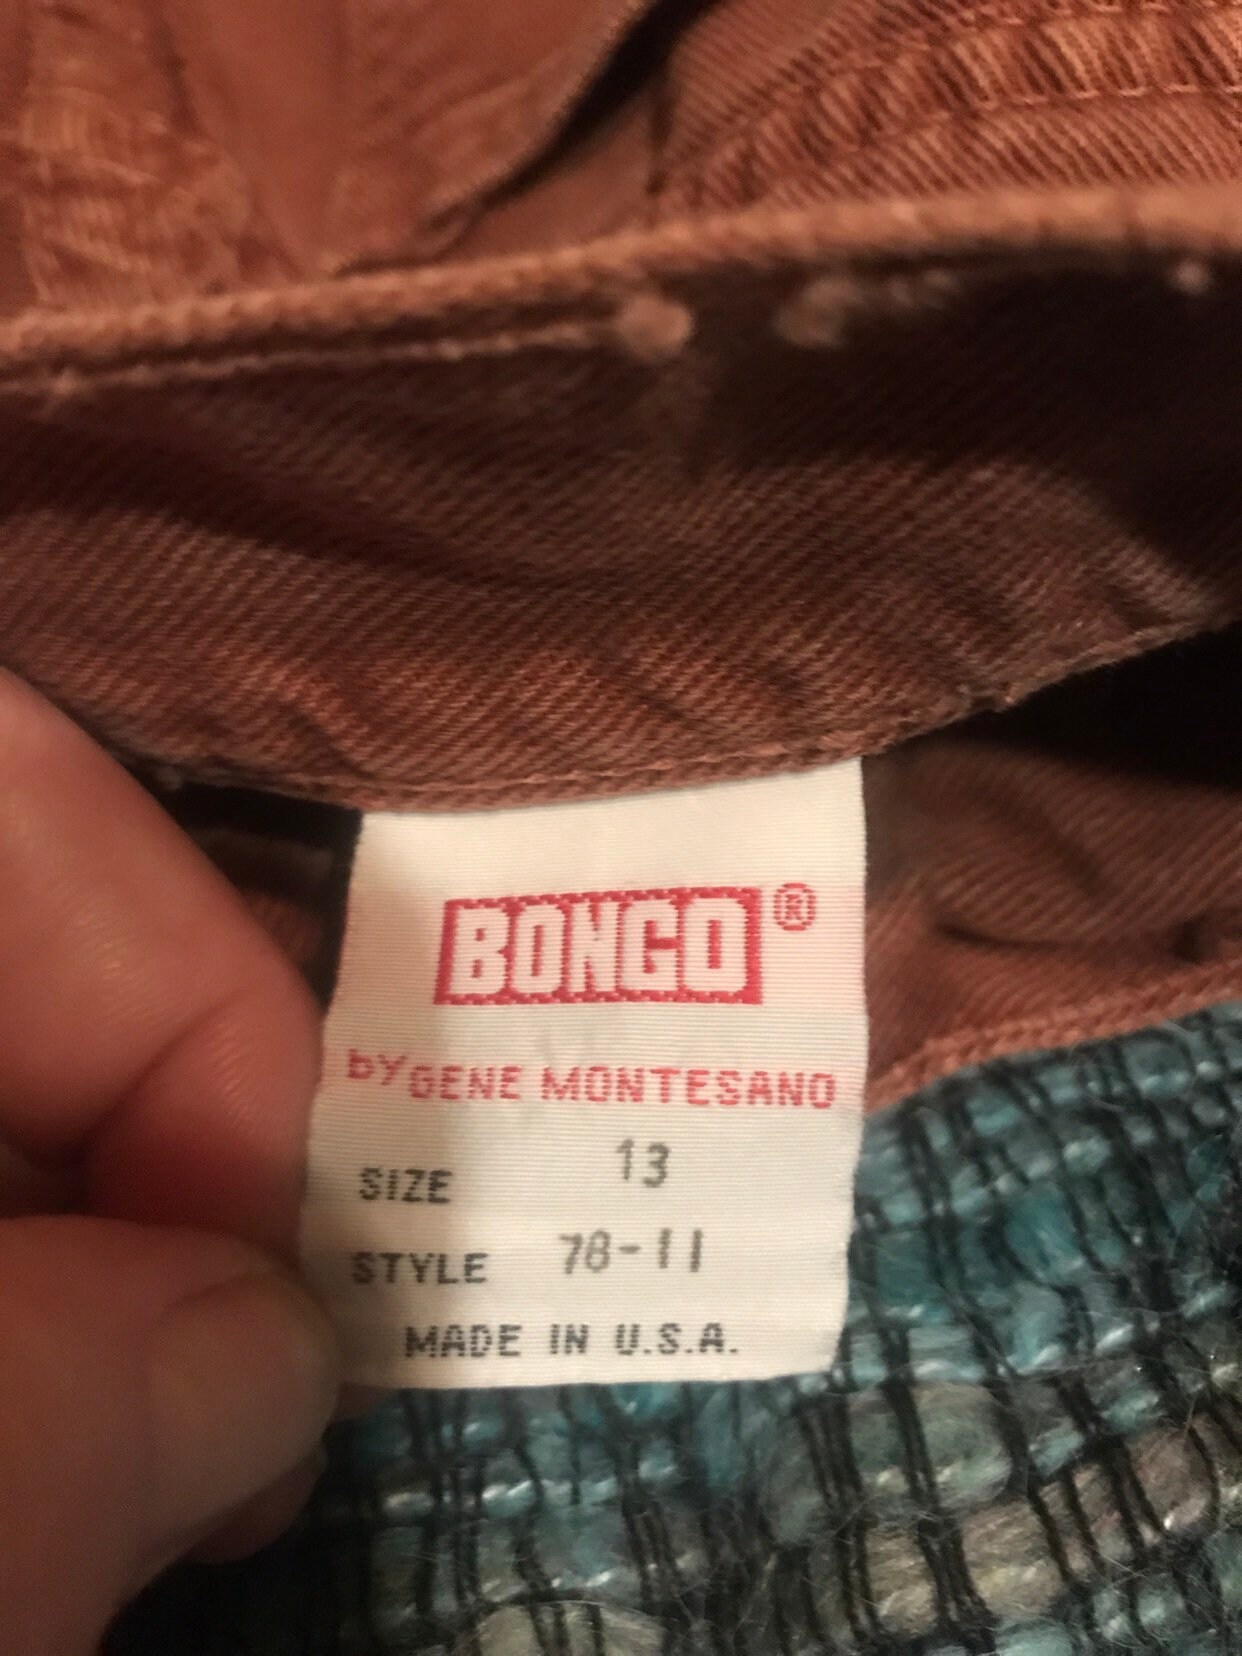 BONGO®
by GENE MONTESANO
SIZE 13
STYLE 78-11
MADE IN U.S.A.